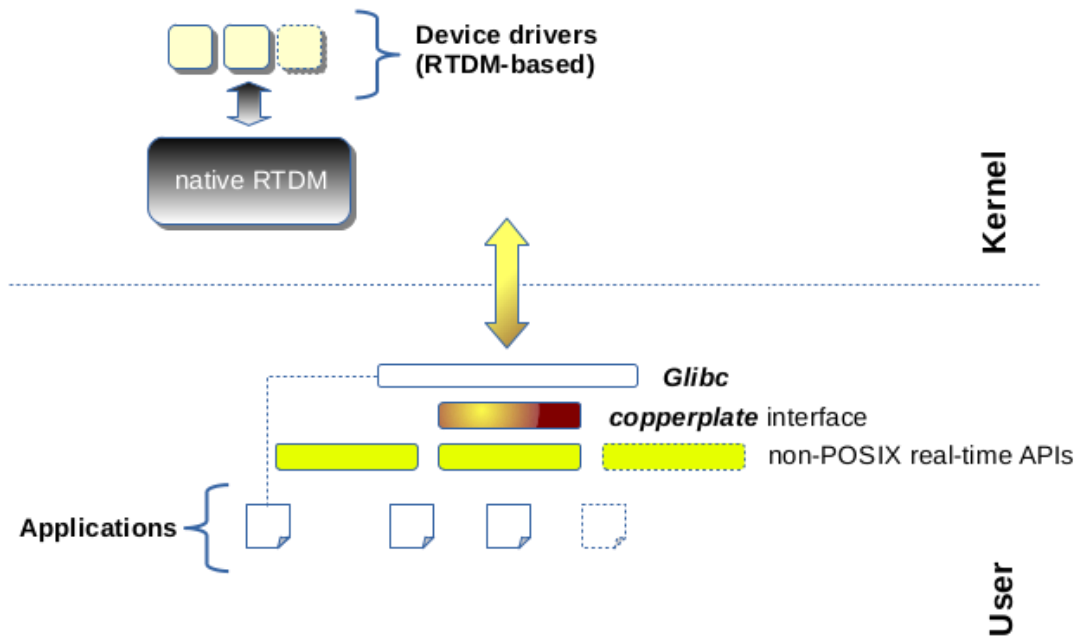 Device drivers
(RTDM-based)
native RTDM
Kernel
Glibc
copperplate interface
non-POSIX real-time APIs
Applications
User